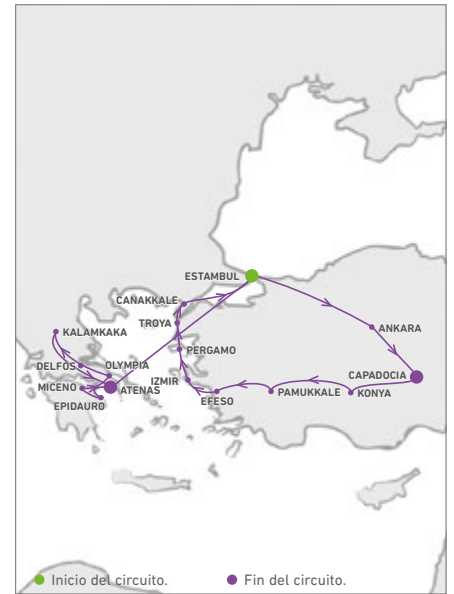 ESTAMBUL
CANAKKALE
TROYA
ANKARA
KALAMKAKA
PERGAMO
DELFOS
OLYMPIA
CAPADOCIA
IZMIR
MICENO
ATENAS
PAMUKKALE
KONYA
EFESO
EPIDAURO
Inicio del circuito.
Fin del circuito.